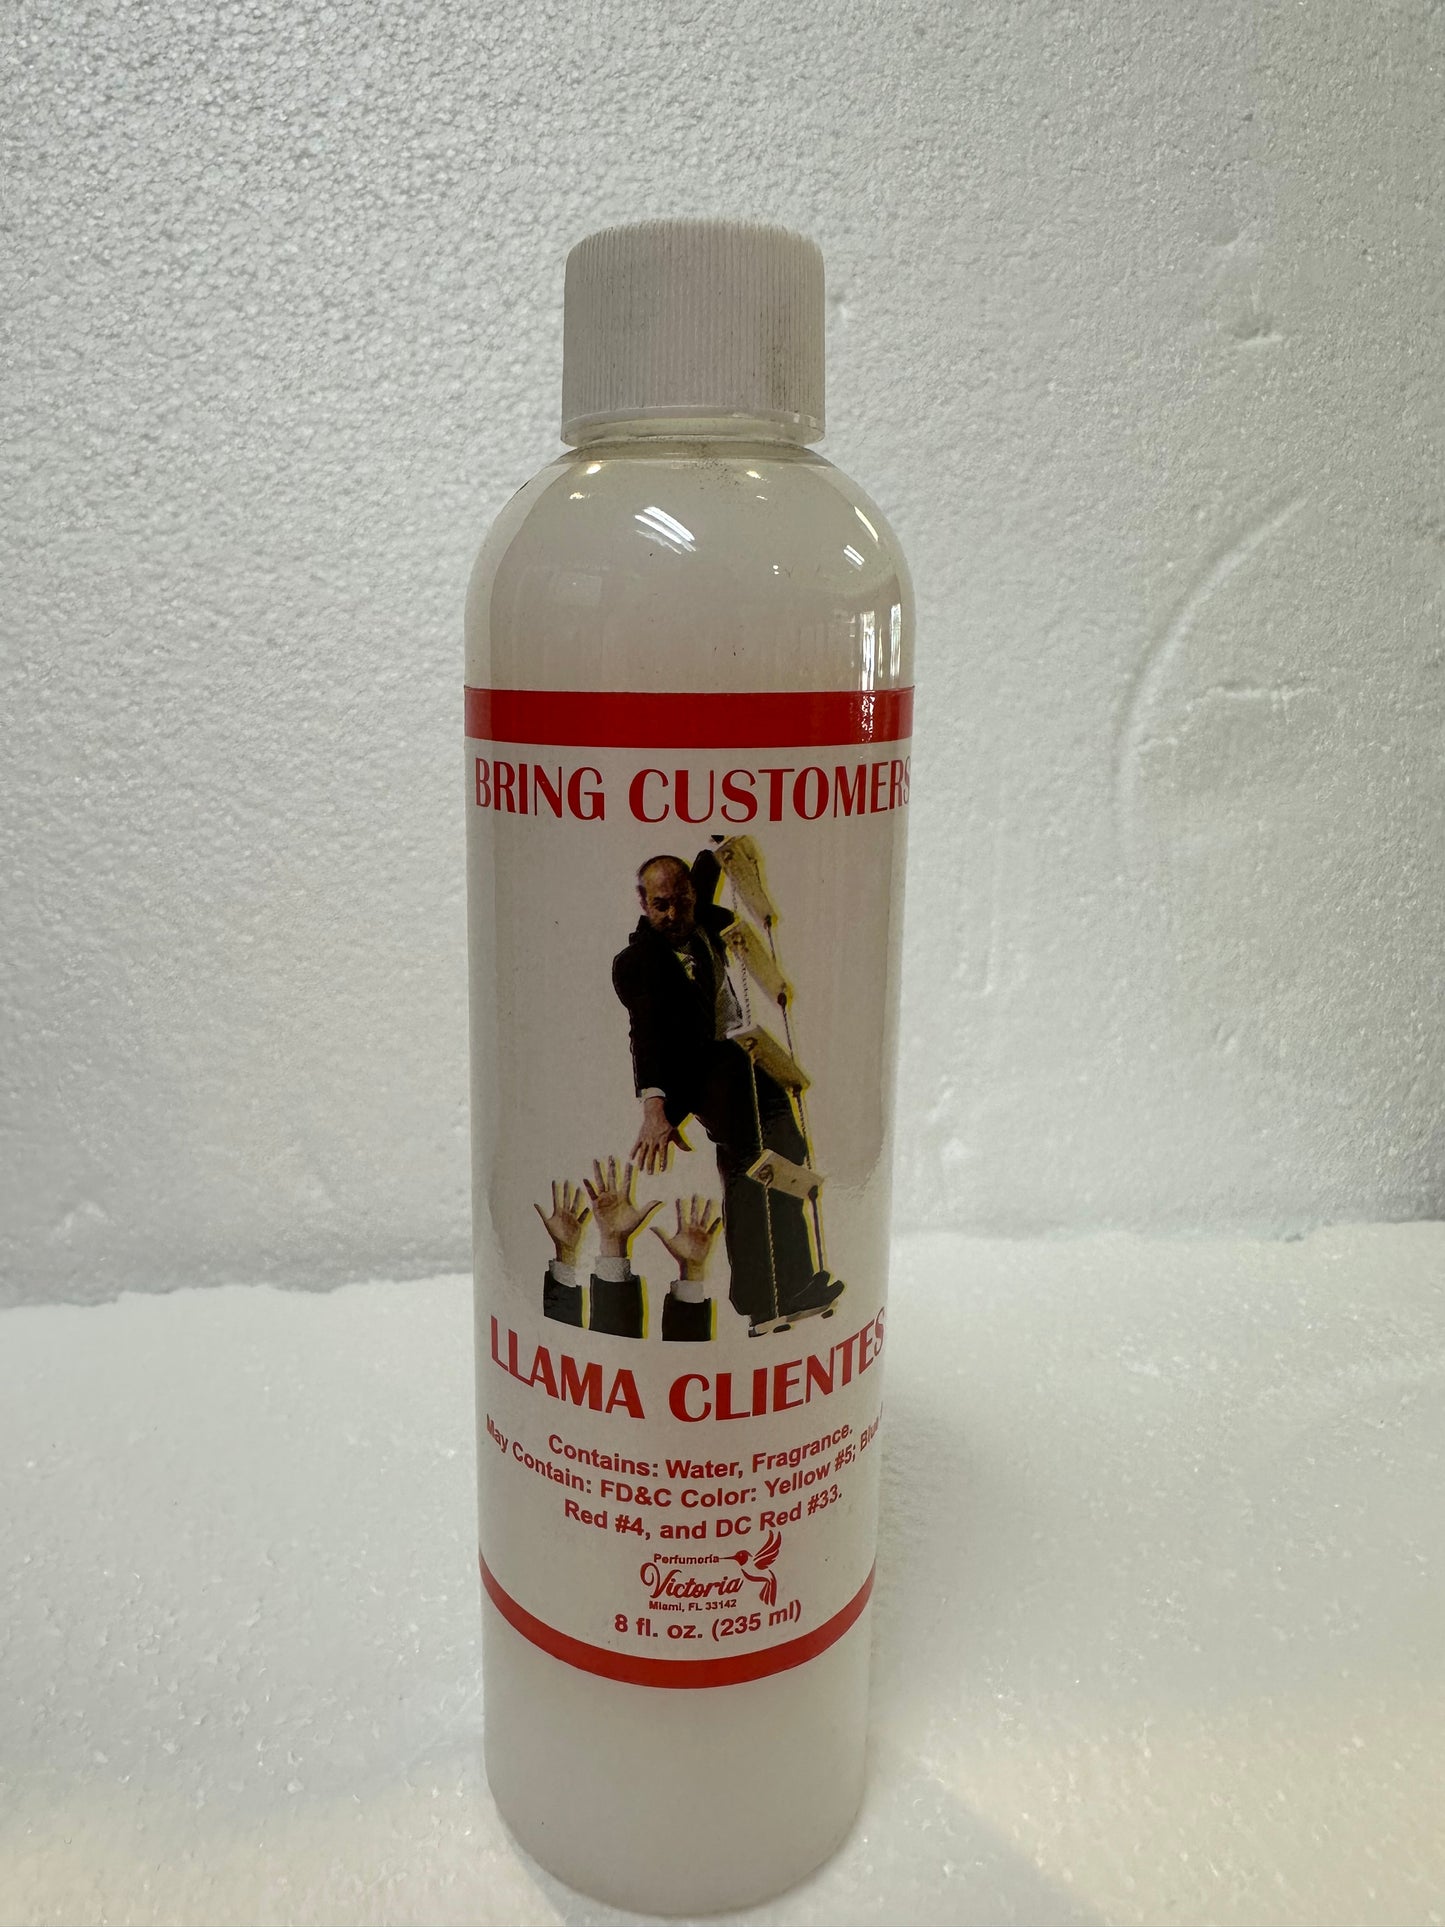 BRING CUSTOMERS
LLAMA CLIENTES
Contains: Water, Fragrance.
May Contain: FD&C Color: Yellow #5; Blue
Red #4, and DC Red #33.
Perfumeria
Victoria
Miami, FL 33142
8 fl. oz. (235 ml)